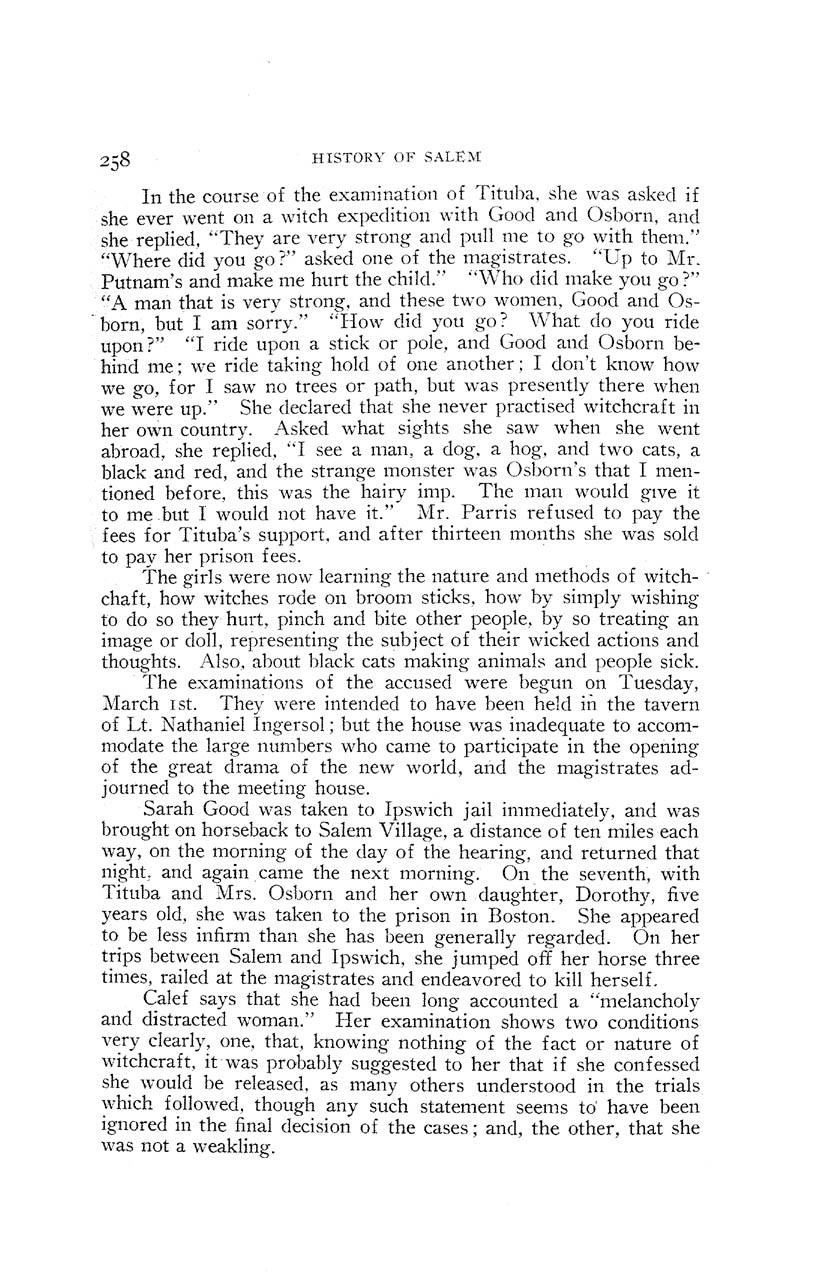 258 HISTORY OF SALEM
In the course of the examination of Tituba, she was asked if
she ever went on a witch expedition with Good and Osborn, and
she replied, “They are very strong and pull me to go with them.”
“Where did you go?” asked one of the magistrates. “Up to Mr.
Putnam's and make me hurt the child.” “Who did make you go?”
“A man that is very strong, and these two women, Good and Os-
born, but I am sorry.” “How did you go? What do you ride
upon?” “I ride upon a stick or pole, and Good and Osborn be-
hind me; we ride taking hold of one another; I don't know how
we go, for I saw no trees or path, but was presently there when
we were up.” She declared that she never practised witchcraft in
her own country. Asked what sights she saw when she went
abroad, she replied, “I see a man, a dog, a hog, and two cats, a
black and red, and the strange monster was Osborn's that I men-
tioned before, this was the hairy imp. The man would give it
to me but I would not have it.” Mr. Parris refused to pay the
fees for Tituba's support, and after thirteen months she was sold
to pay her prison fees.
The girls were now learning the nature and methods of witch-
chaft, how witches rode on broom sticks, how by simply wishing
to do so they hurt, pinch and bite other people, by so treating an
image or doll, representing the subject of their wicked actions and
thoughts. Also, about black cats making animals and people sick.
The examinations of the accused were begun on Tuesday,
March 1st. They were intended to have been held in the tavern
of Lt. Nathaniel Ingersol; but the house was inadequate to accom-
modate the large numbers who came to participate in the opening
of the great drama of the new world, and the magistrates ad-
journed to the meeting house.
Sarah Good was taken to Ipswich jail immediately, and was
brought on horseback to Salem Village, a distance of ten miles each
way, on the morning of the day of the hearing, and returned that
night, and again came the next morning. On the seventh, with
Tituba and Mrs. Osborn and her own daughter, Dorothy, five
years old, she was taken to the prison in Boston. She appeared
to be less infirm than she has been generally regarded. On her
trips between Salem and Ipswich, she jumped off her horse three
times, railed at the magistrates and endeavored to kill herself.
Calef says that she had been long accounted a “melancholy
and distracted woman.” Her examination shows two conditions
very clearly, one, that, knowing nothing of the fact or nature of
witchcraft, it was probably suggested to her that if she confessed
she would be released, as many others understood in the trials
which followed, though any such statement seems to have been
ignored in the final decision of the cases; and, the other, that she
was not a weakling.